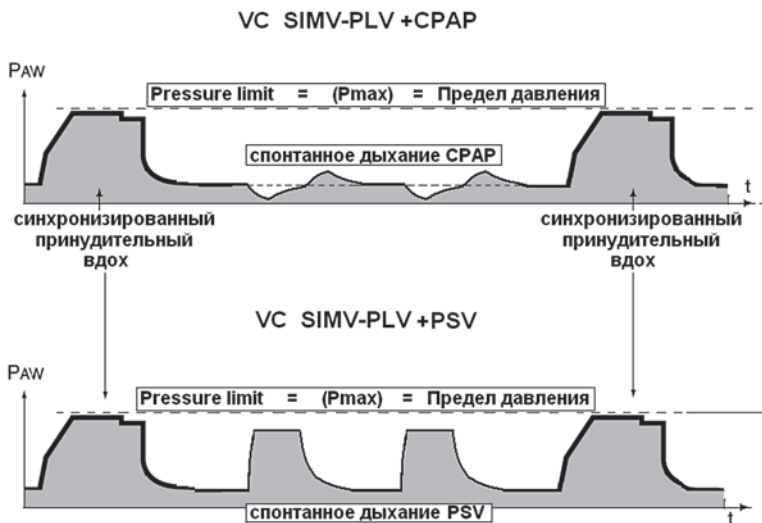 VC SIMV-PLV +CPAP
PAW
Pressure limit = (Pmax) = Предел давления
спонтанное дыхание CPAP
t
синхронизированный
принудительный
вдох
синхронизированный
принудительный
вдох
VC SIMV-PLV +PSV
PAW
Pressure limit = (Pmax) = Предел давления
спонтанное дыхание PSV
t